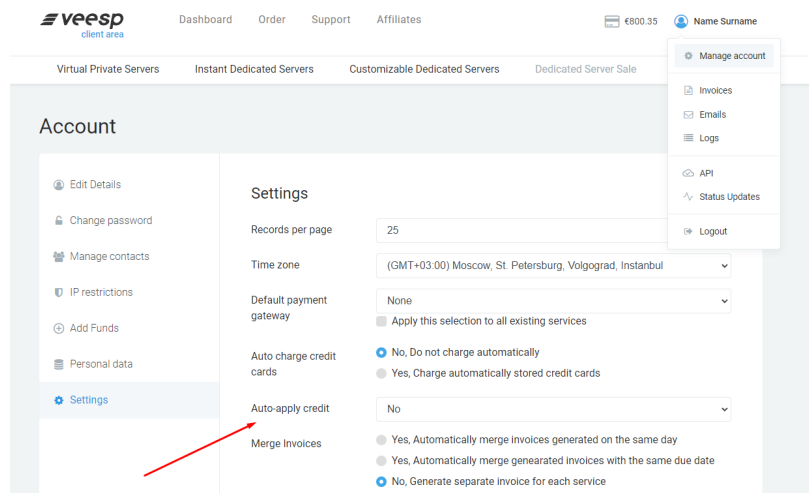 veesp
client area
Dashboard Order Support Affiliates
€800.35 Name Surname
Manage account
Invoices
Emails
Logs
API
Status Updates
Logout
Virtual Private Servers Instant Dedicated Servers Customizable Dedicated Servers Dedicated Server Sale
Account
Edit Details
Change password
Manage contacts
IP restrictions
Add Funds
Personal data
Settings
Settings
Records per page 25
Time zone (GMT+03:00) Moscow, St. Petersburg, Volgograd, Instanbul
Default payment
gateway
None
Apply this selection to all existing services
Auto charge credit
cards
No, Do not charge automatically
Yes, Charge automatically stored credit cards
Auto-apply credit No
Merge Invoices Yes, Automatically merge invoices generated on the same day
Yes, Automatically merge genearated invoices with the same due date
No, Generate separate invoice for each service